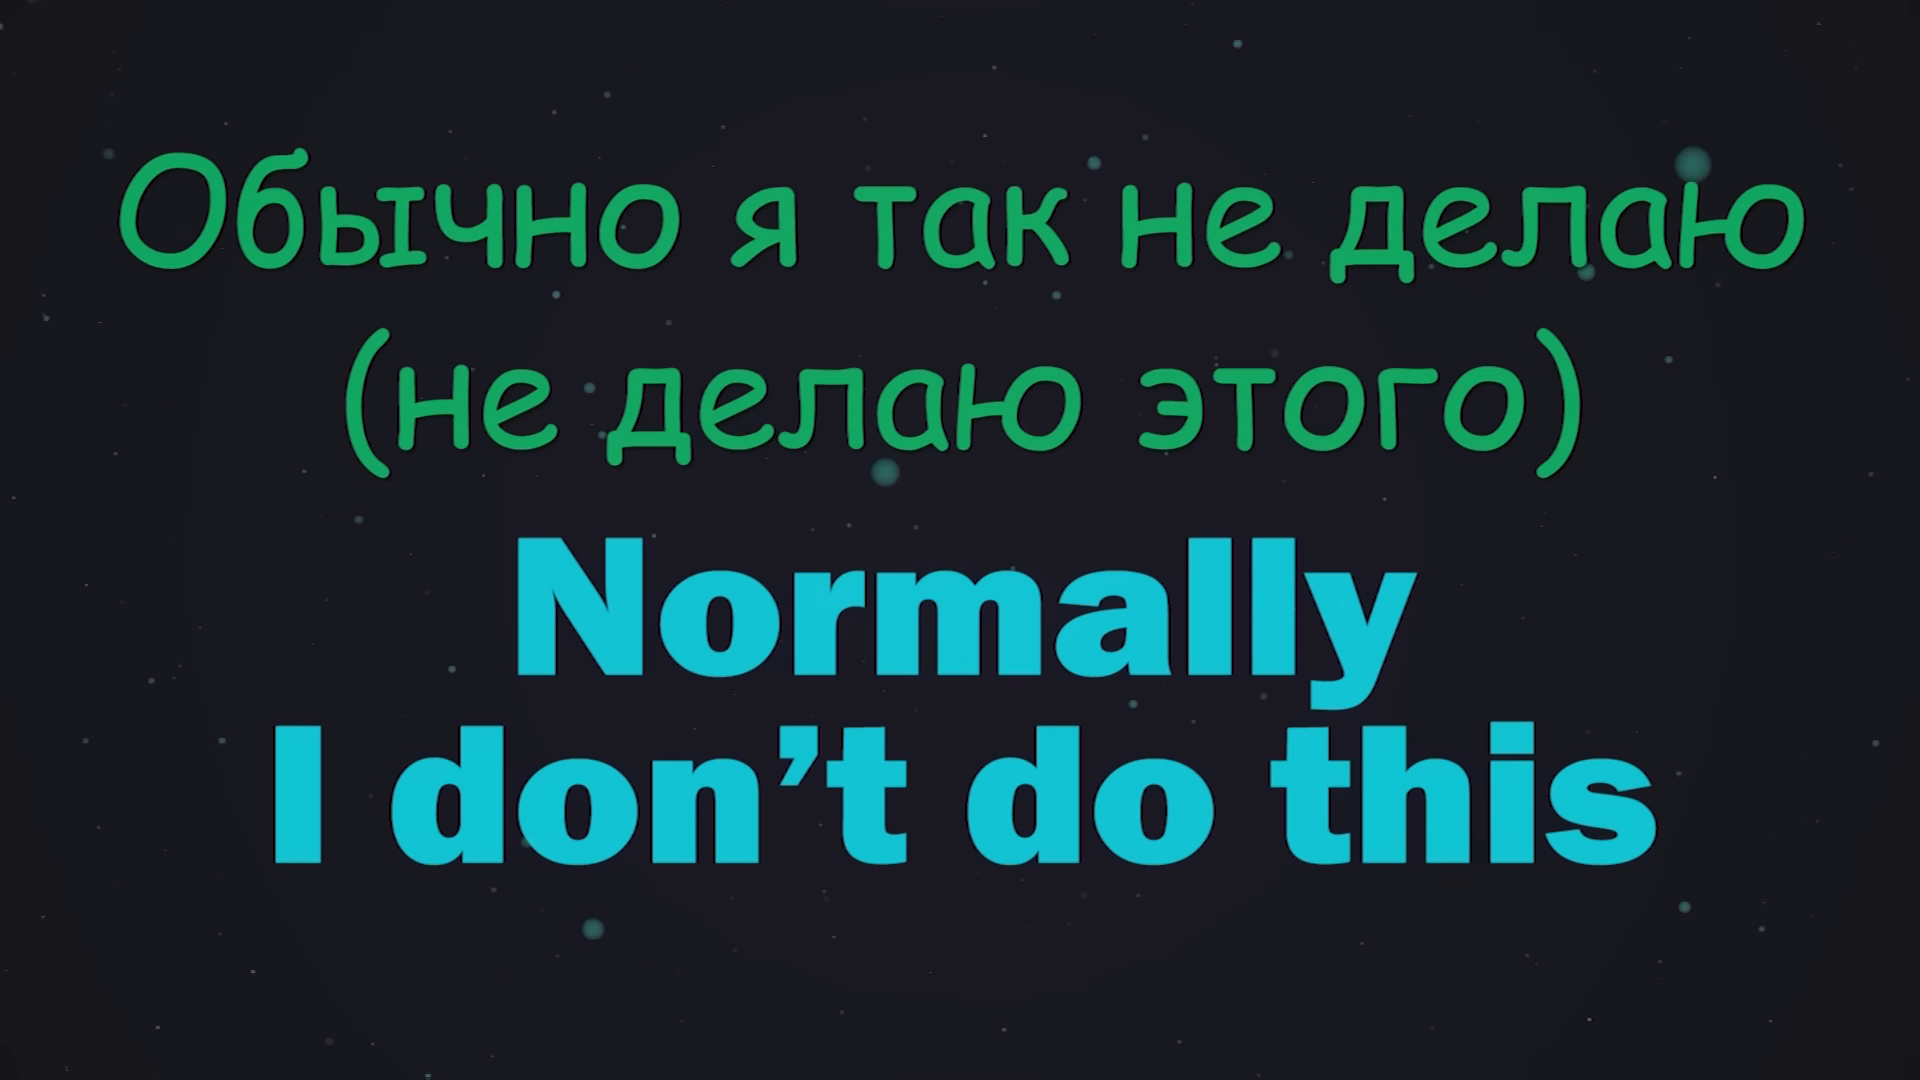 Обычно я так не делаю
(не делаю этого)
Normally
I don’t do this